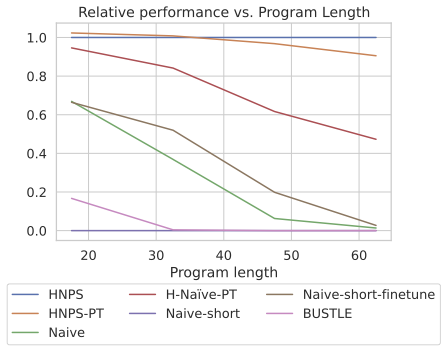 Relative performance vs. Program Length
1.0
0.8
0.6
0.4
0.2
0.0
20 30 40 50 60
Program length
HNPS H-Naïve-PT Naive-short-finetune
HNPS-PT Naive-short BUSTLE
Naive